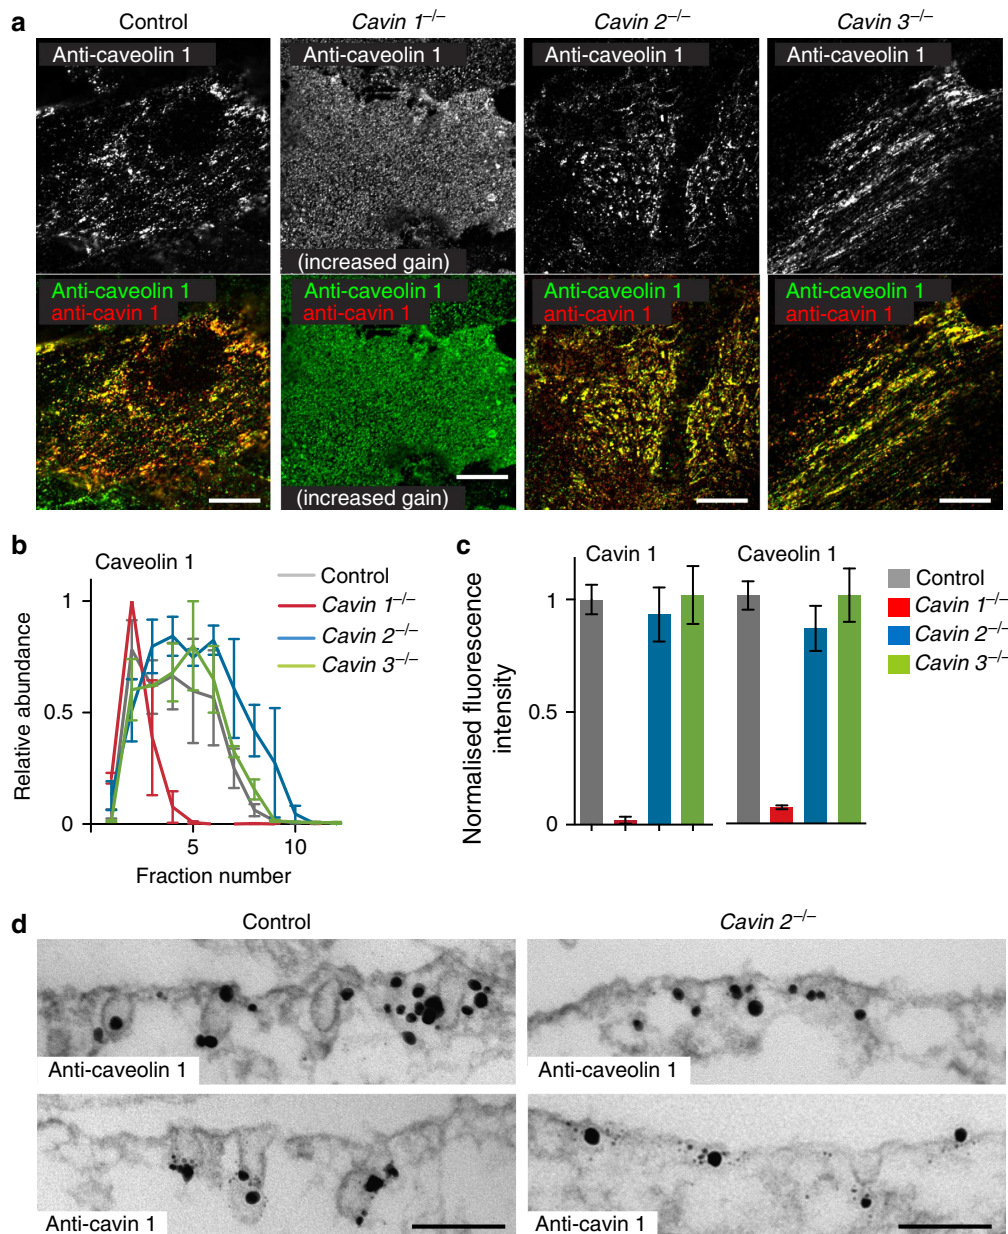 a
Control
Cavin 1–/–
Cavin 2–/–
Cavin 3–/–
Anti-caveolin 1
Anti-caveolin 1
Anti-caveolin 1
Anti-caveolin 1
(increased gain)
Anti-caveolin 1
anti-cavin 1
Anti-caveolin 1
anti-cavin 1
Anti-caveolin 1
anti-cavin 1
Anti-caveolin 1
anti-cavin 1
(increased gain)
b
Caveolin 1
Control
Cavin 1–/–
Cavin 2–/–
Cavin 3–/–
Relative abundance
1
0.5
0
5
10
Fraction number
c
Cavin 1
Caveolin 1
Normalised fluorescence
intensity
1
0.5
0
Control
Cavin 1–/–
Cavin 2–/–
Cavin 3–/–
d
Control
Cavin 2–/–
Anti-caveolin 1
Anti-caveolin 1
Anti-cavin 1
Anti-cavin 1